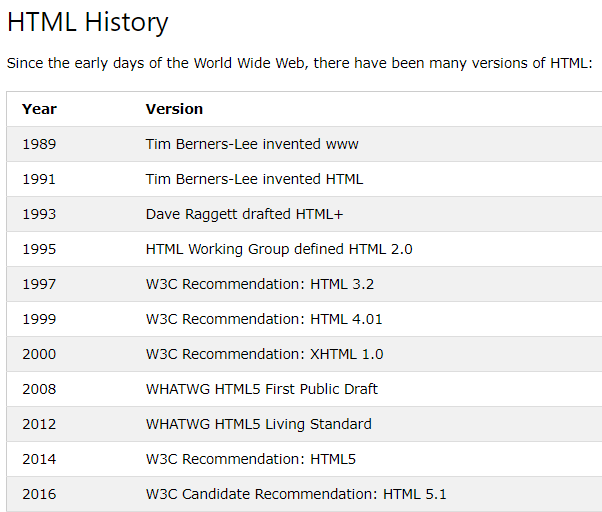 HTML History
Since the early days of the World Wide Web, there have been many versions of HTML:
Year Version
1989 Tim Berners-Lee invented www
1991 Tim Berners-Lee invented HTML
1993 Dave Raggett drafted HTML+
1995 HTML Working Group defined HTML 2.0
1997 W3C Recommendation: HTML 3.2
1999 W3C Recommendation: HTML 4.01
2000 W3C Recommendation: XHTML 1.0
2008 WHATWG HTML5 First Public Draft
2012 WHATWG HTML5 Living Standard
2014 W3C Recommendation: HTML5
2016 W3C Candidate Recommendation: HTML 5.1